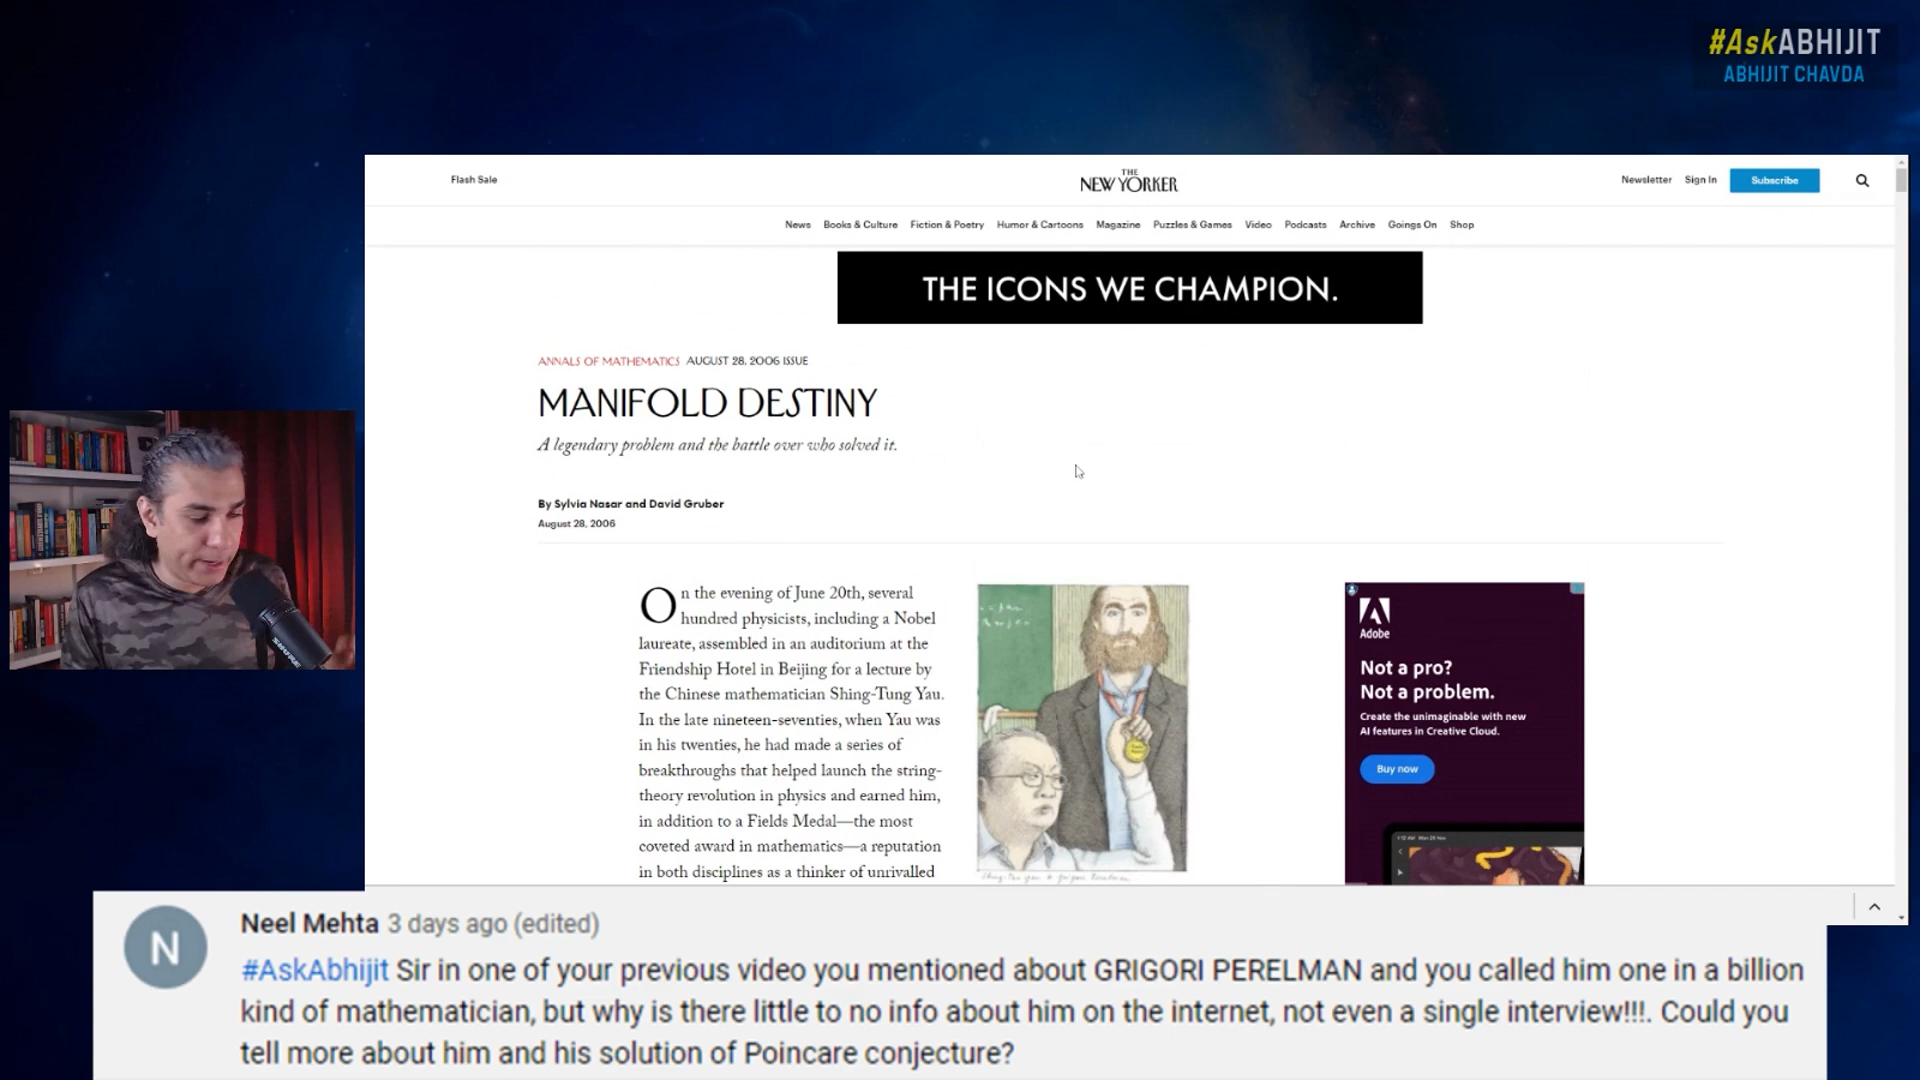 #AskABHIJIT
ABHIJIT CHAVDA
Flash Sale
THE
NEW YORKER
Newsletter Sign In Subscribe
News Books & Culture Fiction & Poetry Humor & Cartoons Magazine Puzzles & Games Video Podcasts Archive Goings On Shop
THE ICONS WE CHAMPION.
ANNALS OF MATHEMATICS AUGUST 28, 2006 ISSUE
MANIFOLD DESTINY
A legendary problem and the battle over who solved it.
By Sylvia Nasar and David Gruber
August 28, 2006
On the evening of June 20th, several
hundred physicists, including a Nobel
laureate, assembled in an auditorium at the
Friendship Hotel in Beijing for a lecture by
the Chinese mathematician Shing-Tung Yau.
In the late nineteen-seventies, when Yau was
in his twenties, he had made a series of
breakthroughs that helped launch the string-
theory revolution in physics and earned him,
in addition to a Fields Medal—the most
coveted award in mathematics—a reputation
in both disciplines as a thinker of unrivalled
Adobe
Not a pro?
Not a problem.
Create the unimaginable with new
AI features in Creative Cloud.
Buy now
SHURE
N
Neel Mehta 3 days ago (edited)
#AskAbhijit Sir in one of your previous video you mentioned about GRIGORI PERELMAN and you called him one in a billion
kind of mathematician, but why is there little to no info about him on the internet, not even a single interview!!!. Could you
tell more about him and his solution of Poincare conjecture?